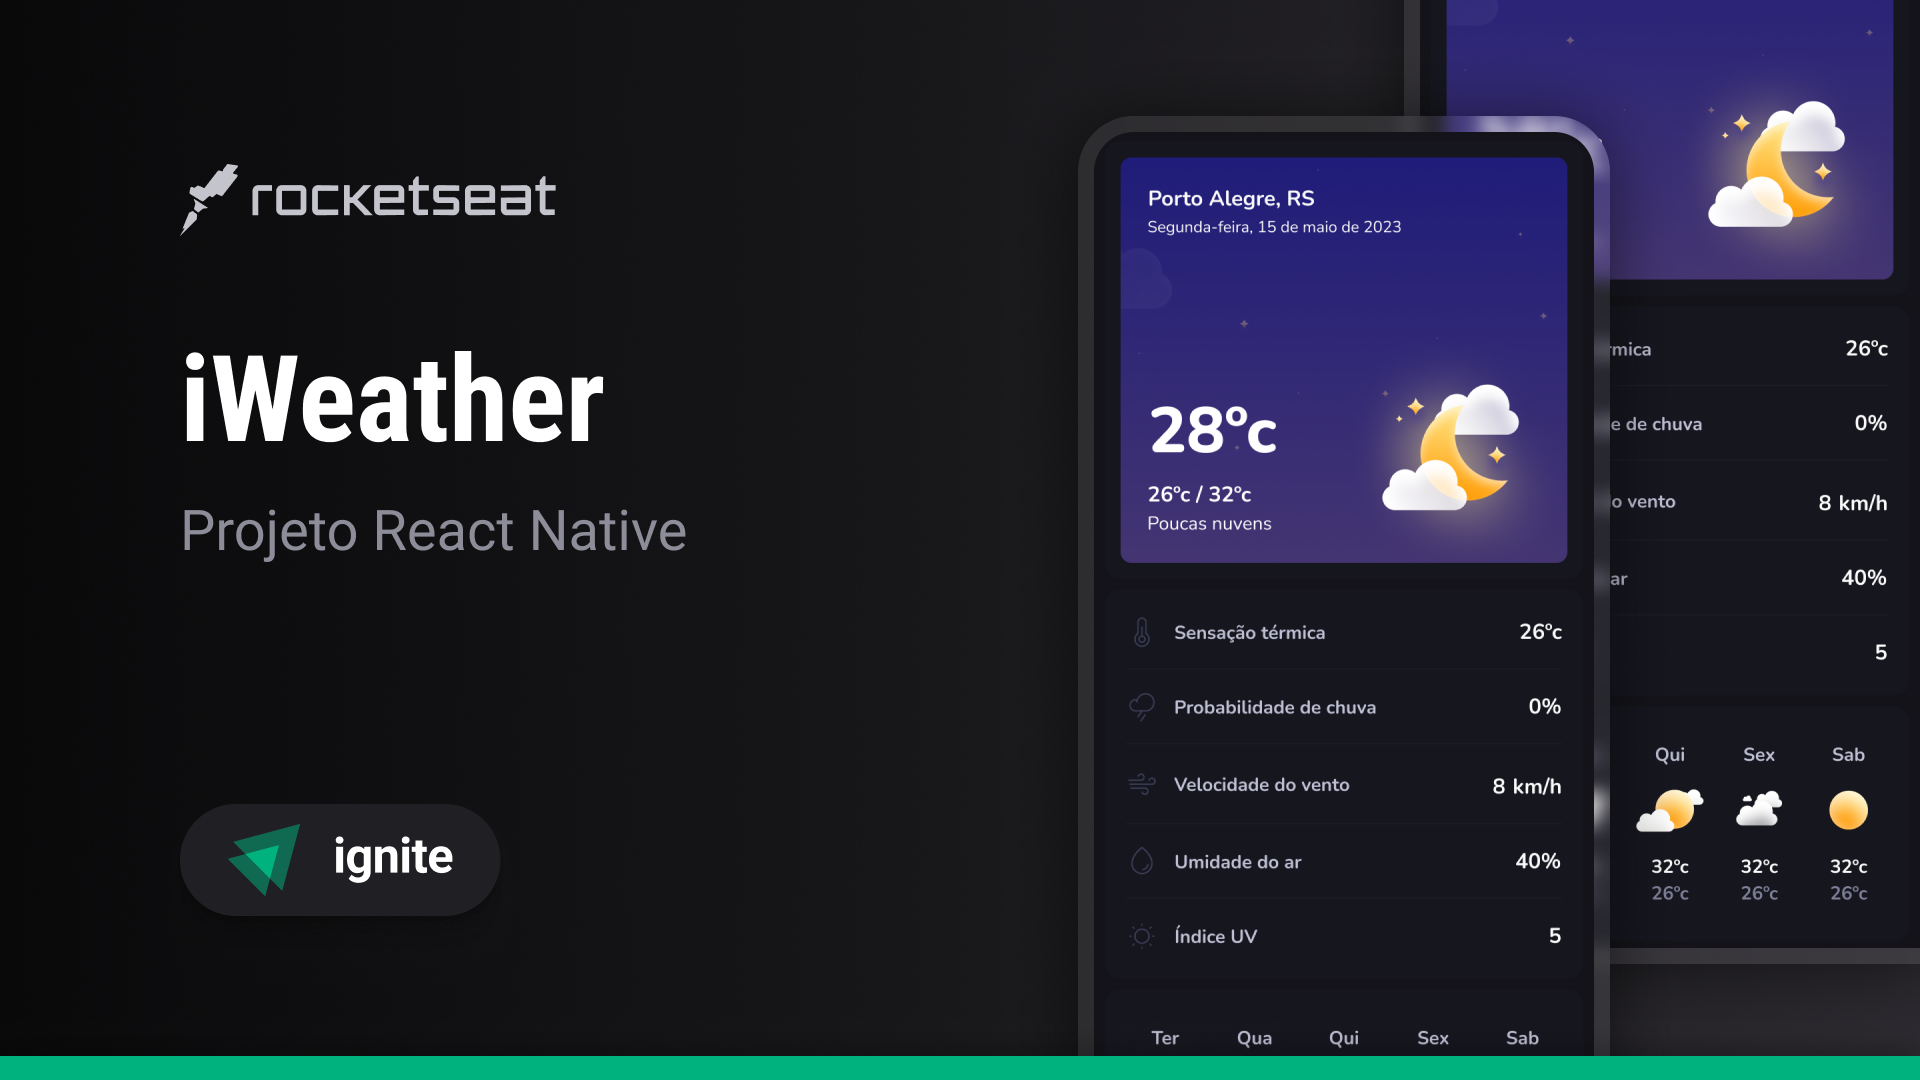 rocketseat
iWeather
Projeto React Native
ignite
Porto Alegre, RS
Segunda-feira, 15 de maio de 2023
28ºc
26ºc / 32ºc
Poucas nuvens
Sensação térmica 26ºc
Probabilidade de chuva 0%
Velocidade do vento 8 km/h
Umidade do ar 40%
Índice UV 5
Ter Qua Qui Sex Sab
26ºc
e de chuva 0%
vento 8 km/h
ar 40%
5
Qui Sex Sab
32ºc 32ºc 32ºc
26ºc 26ºc 26ºc